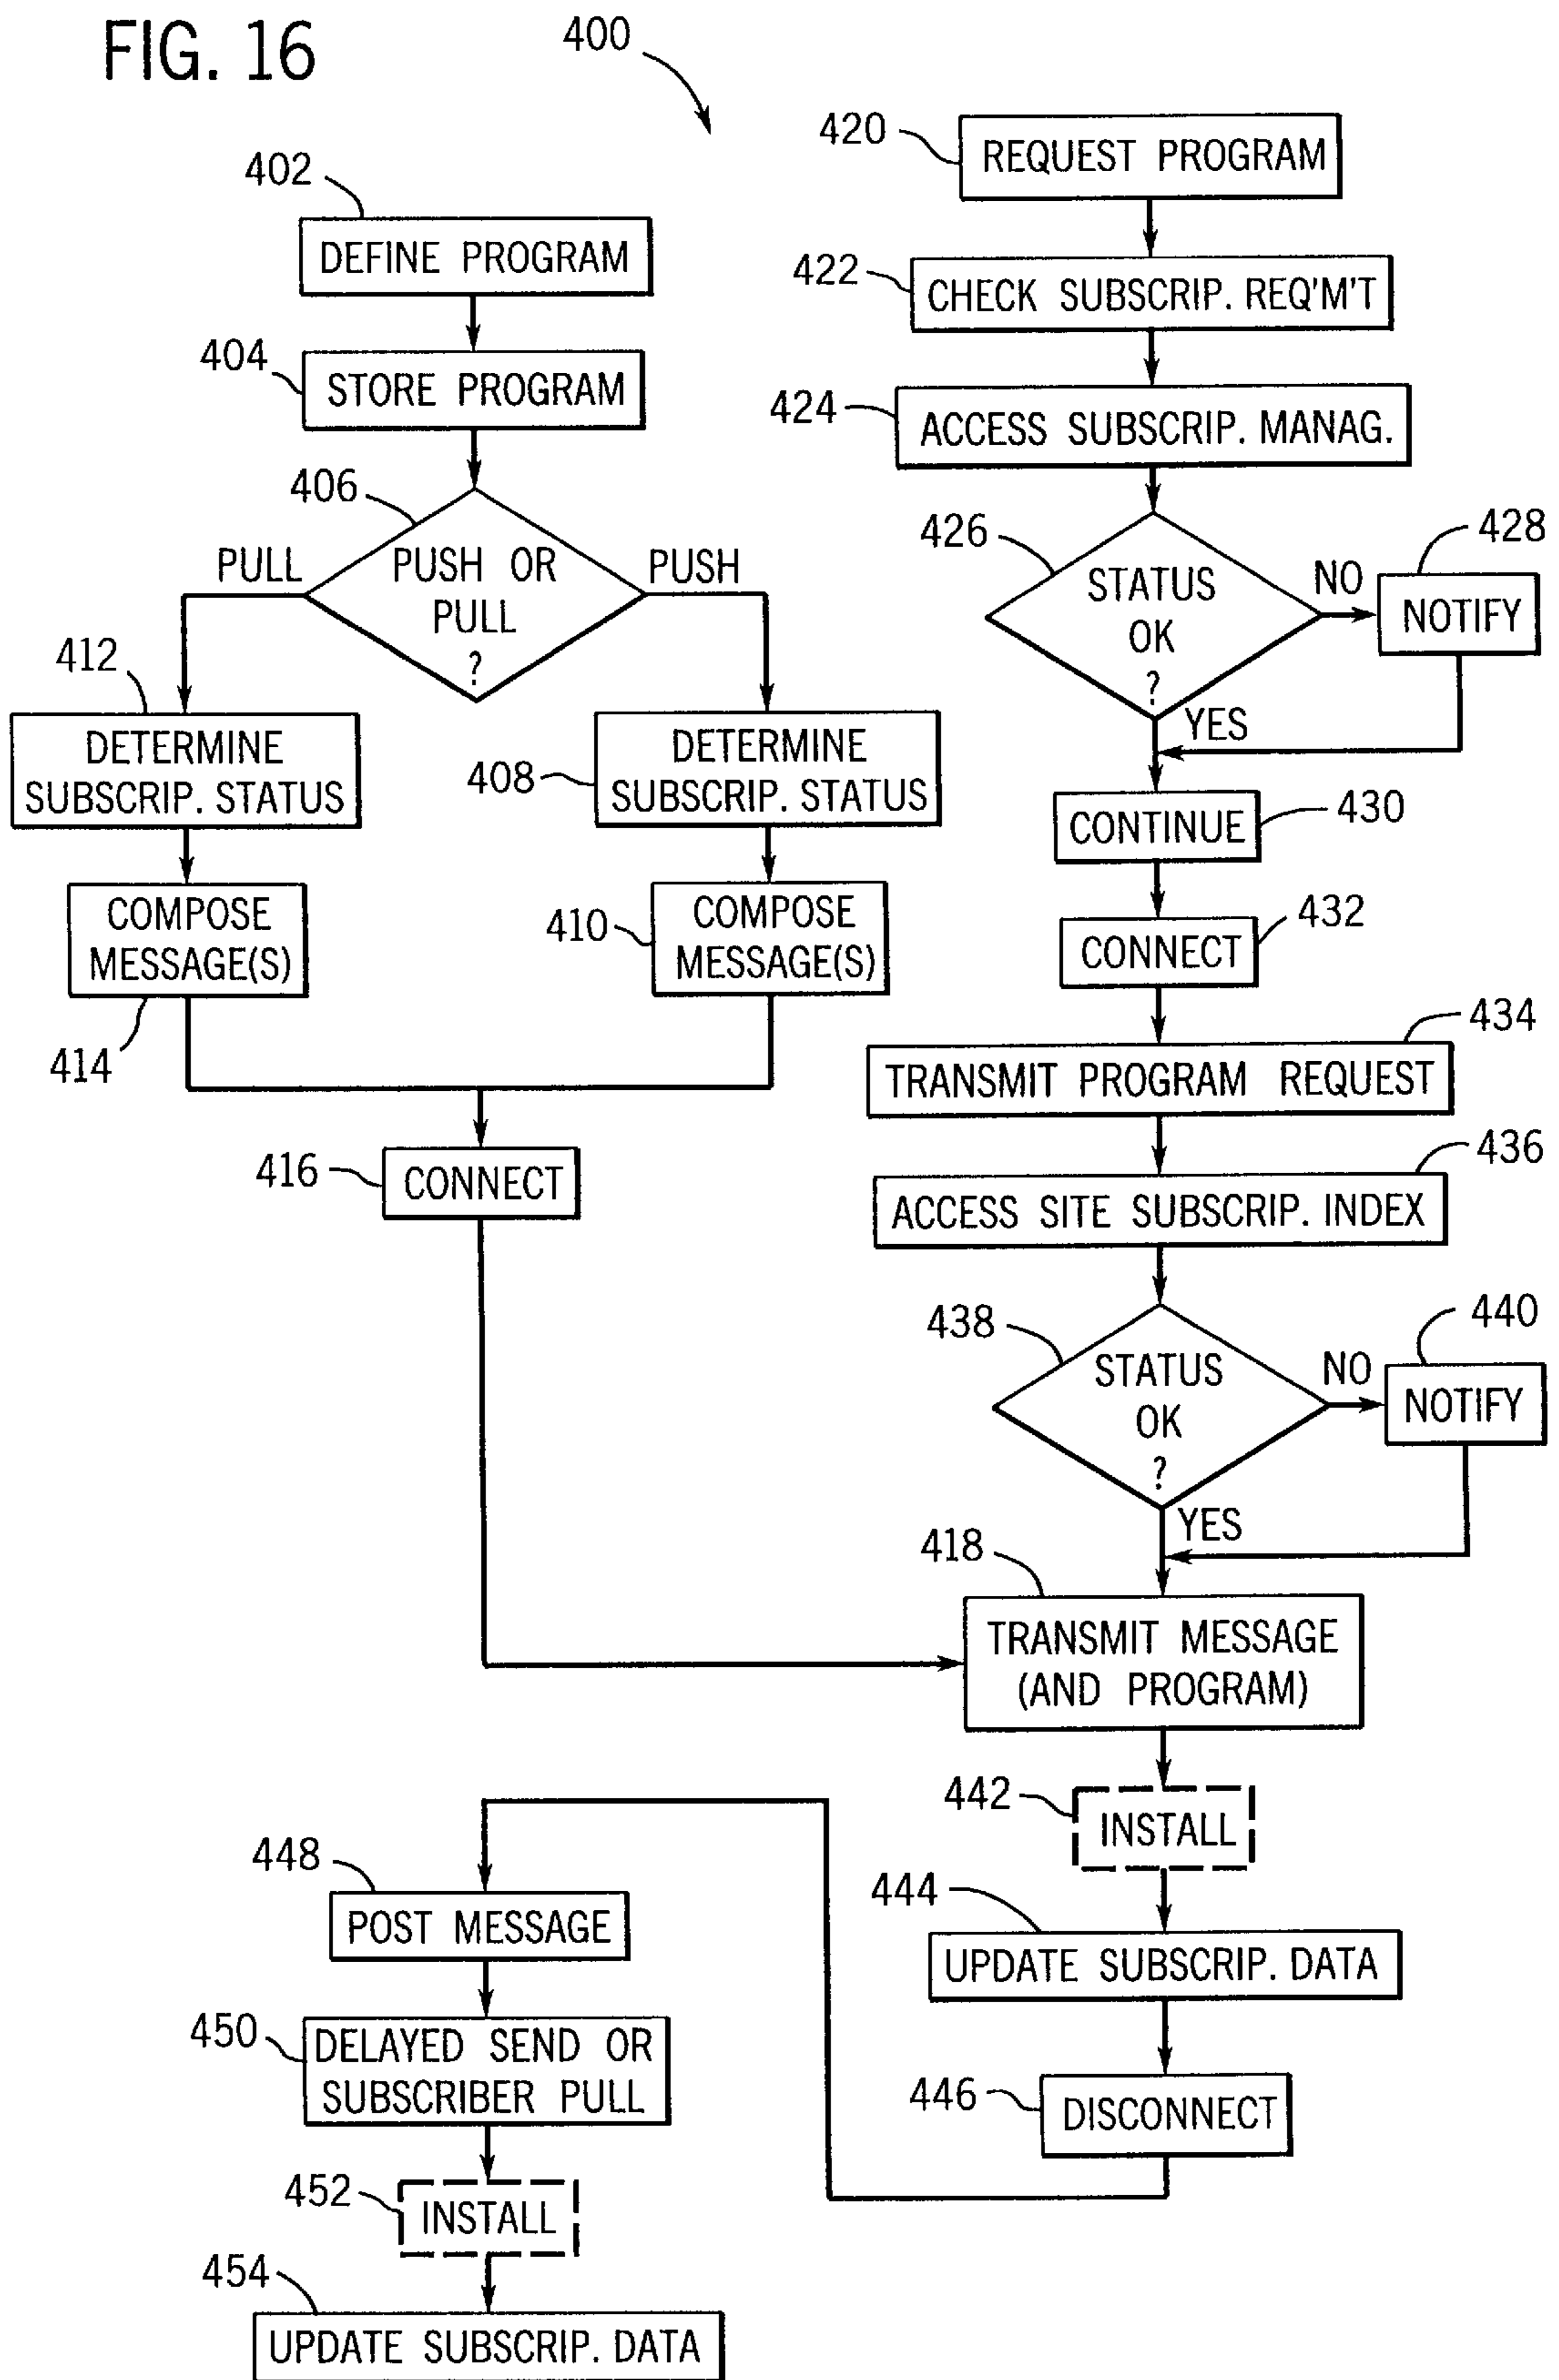 FIG. 16
400
402
DEFINE PROGRAM
404
STORE PROGRAM
406
PULL
PUSH OR
PULL
?
PUSH
412
DETERMINE
SUBSCRIP. STATUS
408
DETERMINE
SUBSCRIP. STATUS
COMPOSE
MESSAGE(S)
414
410
COMPOSE
MESSAGE(S)
416
CONNECT
420
REQUEST PROGRAM
422
CHECK SUBSCRIP. REQ'M'T
424
ACCESS SUBSCRIP. MANAG.
426
STATUS
OK
?
NO
428
NOTIFY
YES
CONTINUE
430
CONNECT
432
434
TRANSMIT PROGRAM REQUEST
436
ACCESS SITE SUBSCRIP. INDEX
438
STATUS
OK
?
NO
440
NOTIFY
YES
418
TRANSMIT MESSAGE
(AND PROGRAM)
442
INSTALL
444
UPDATE SUBSCRIP. DATA
446
DISCONNECT
448
POST MESSAGE
450
DELAYED SEND OR
SUBSCRIBER PULL
452
INSTALL
454
UPDATE SUBSCRIP. DATA